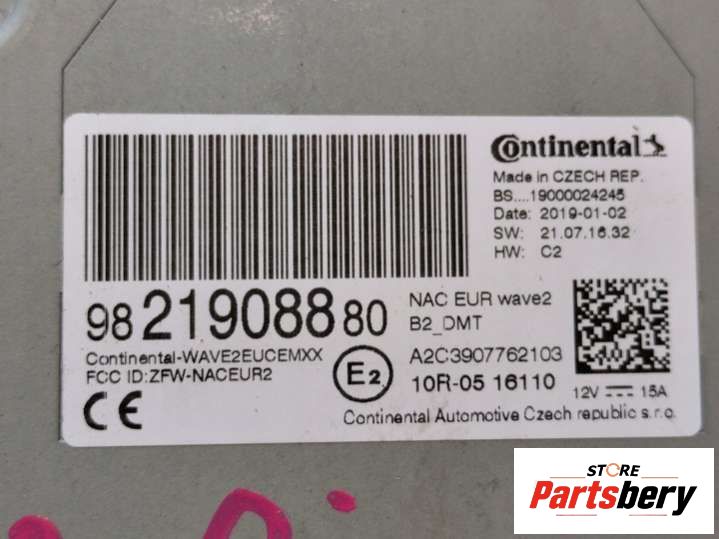 Continental
Made in CZECH REP.
BS....19000024245
Date: 2019-01-02
SW: 21.07.16.32
HW: C2
98 219088 80
NAC EUR wave2
B2_DMT
Continental-WAVE2EUCEMXX
FCC ID:ZFW-NACEUR2
CE
E2
A2C3907762103
10R-05 16110
12V 15A
Continental Automotive Czech republic s.r.o.
STORE
Partsbery